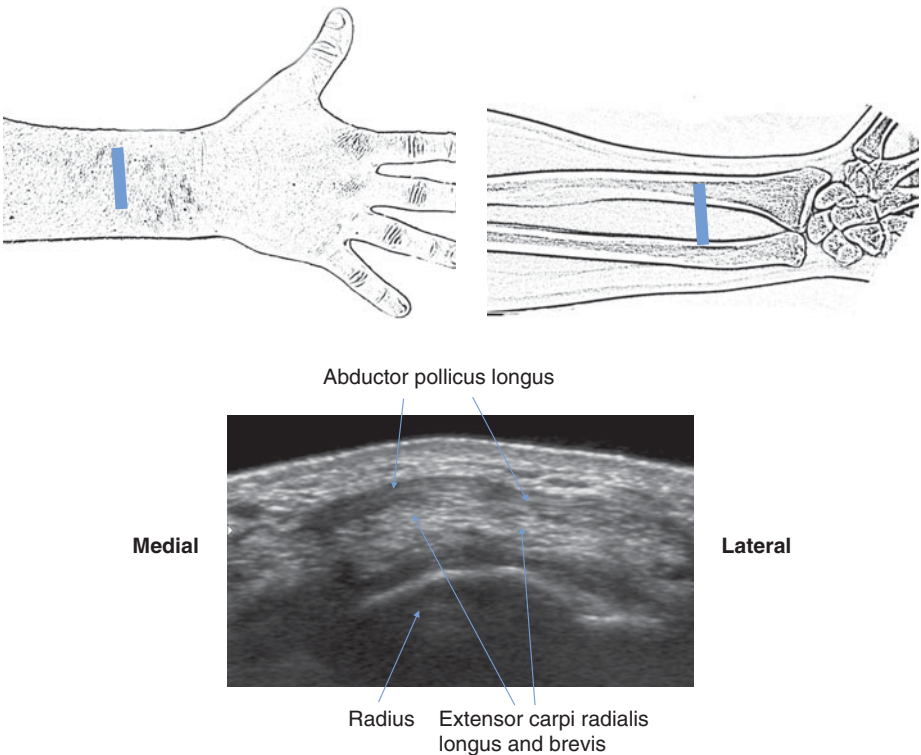 Abductor pollicus longus
Medial
Lateral
Radius
Extensor carpi radialis
longus and brevis